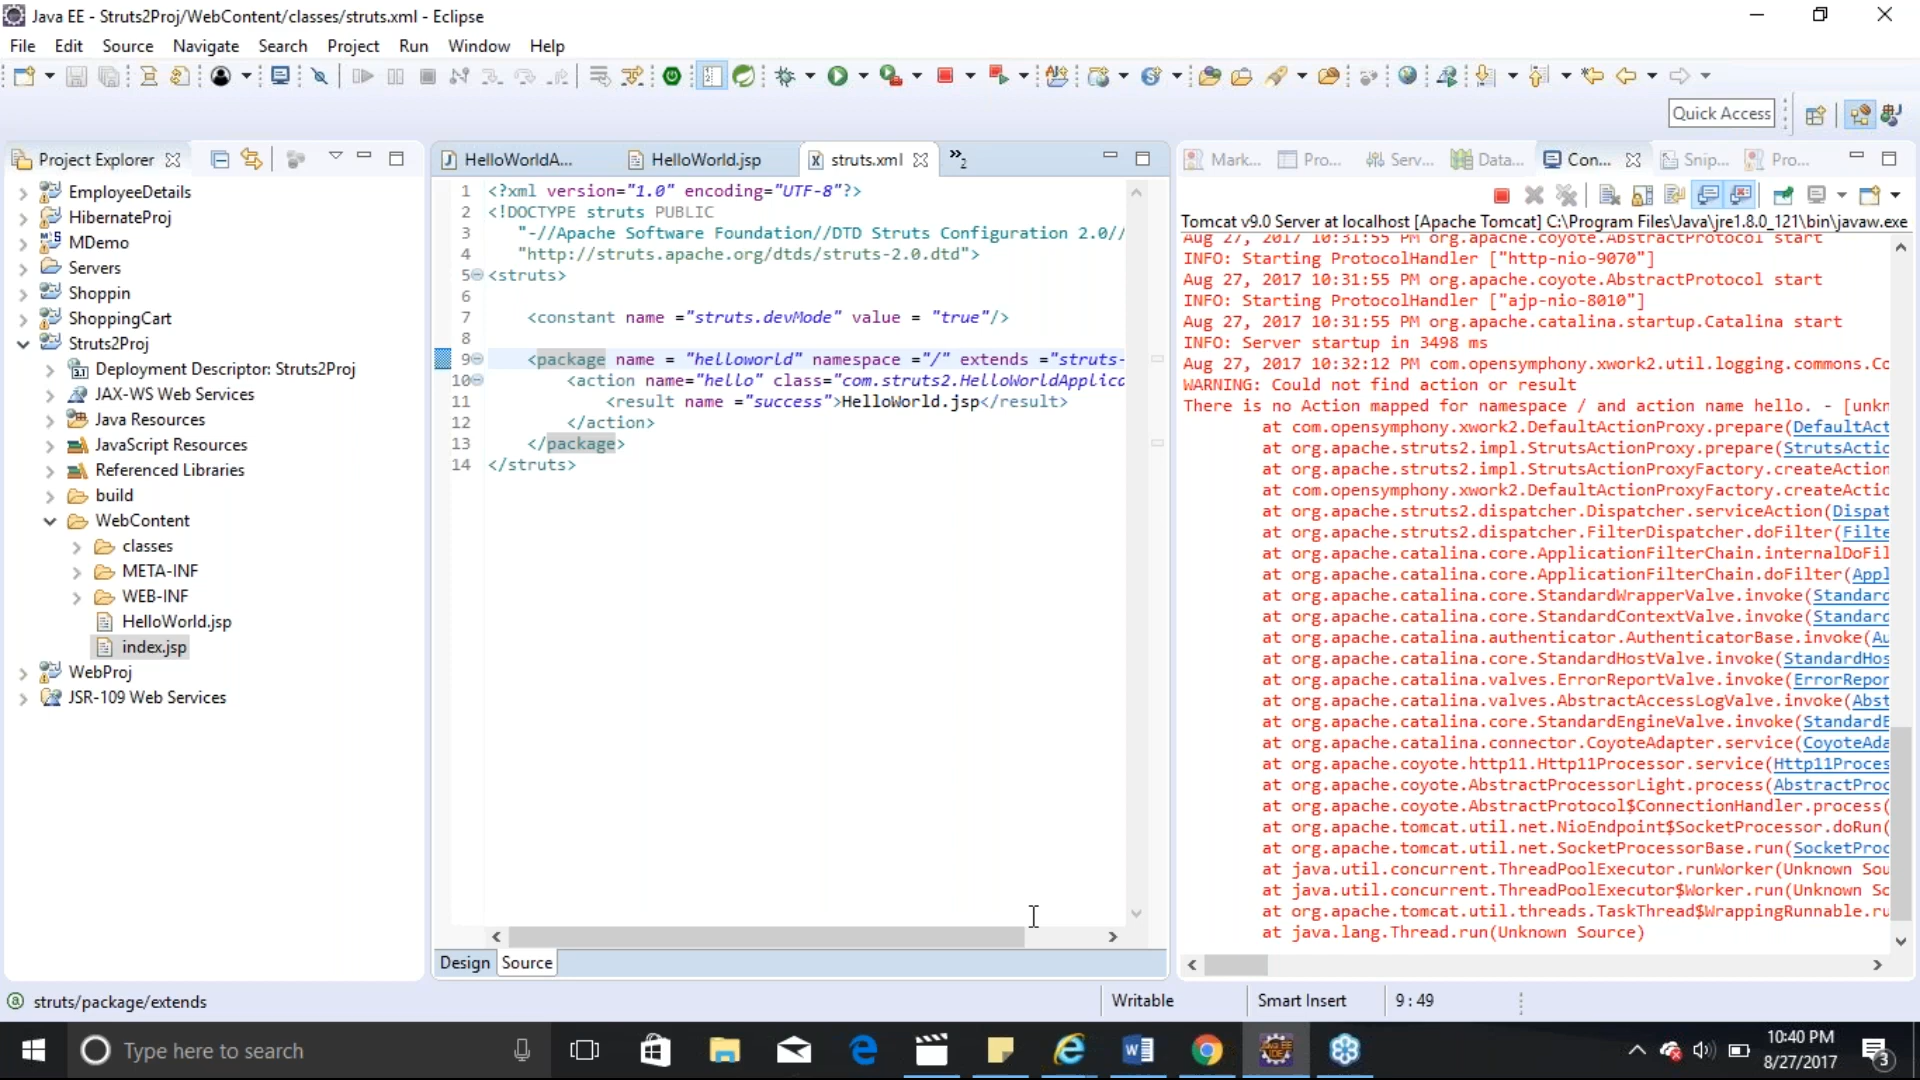 Java EE - Struts2Proj/WebContent/classes/struts.xml - Eclipse
File Edit Source Navigate Search Project Run Window Help
Quick Access
Project Explorer
HelloWorldA...
HelloWorld.jsp
struts.xml
»2
Mark...
Pro...
Serv...
Data...
Con...
Snip...
Pro...
EmployeeDetails
HibernateProj
MDemo
Servers
Shoppin
ShoppingCart
Struts2Proj
Deployment Descriptor: Struts2Proj
JAX-WS Web Services
Java Resources
JavaScript Resources
Referenced Libraries
build
WebContent
classes
META-INF
WEB-INF
HelloWorld.jsp
index.jsp
WebProj
JSR-109 Web Services
1 <?xml version="1.0" encoding="UTF-8"?>
2 <!DOCTYPE struts PUBLIC
3 "-//Apache Software Foundation//DTD Struts Configuration 2.0//
4 "http://struts.apache.org/dtds/struts-2.0.dtd">
5 <struts>
6
7 <constant name ="struts.devMode" value = "true"/>
8
9 <package name = "helloworld" namespace ="/" extends ="struts-
10 <action name="hello" class="com.struts2.HelloWorldApplica
11 <result name ="success">HelloWorld.jsp</result>
12 </action>
13 </package>
14 </struts>
Design Source
Tomcat v9.0 Server at localhost [Apache Tomcat] C:\Program Files\Java\jre1.8.0_121\bin\javaw.exe
Aug 27, 2017 10:31:55 PM org.apache.coyote.AbstractProtocol start
INFO: Starting ProtocolHandler ["http-nio-9070"]
Aug 27, 2017 10:31:55 PM org.apache.coyote.AbstractProtocol start
INFO: Starting ProtocolHandler ["ajp-nio-8010"]
Aug 27, 2017 10:31:55 PM org.apache.catalina.startup.Catalina start
INFO: Server startup in 3498 ms
Aug 27, 2017 10:32:12 PM com.opensymphony.xwork2.util.logging.commons.Co
WARNING: Could not find action or result
There is no Action mapped for namespace / and action name hello. - [unkn
at com.opensymphony.xwork2.DefaultActionProxy.prepare(DefaultAct
at org.apache.struts2.impl.StrutsActionProxy.prepare(StrutsActio
at org.apache.struts2.impl.StrutsActionProxyFactory.createAction
at com.opensymphony.xwork2.DefaultActionProxyFactory.createActio
at org.apache.struts2.dispatcher.Dispatcher.serviceAction(Dispat
at org.apache.struts2.dispatcher.FilterDispatcher.doFilter(Filte
at org.apache.catalina.core.ApplicationFilterChain.internalDoFil
at org.apache.catalina.core.ApplicationFilterChain.doFilter(Appl
at org.apache.catalina.core.StandardWrapperValve.invoke(Standard
at org.apache.catalina.core.StandardContextValve.invoke(Standard
at org.apache.catalina.authenticator.AuthenticatorBase.invoke(Au
at org.apache.catalina.core.StandardHostValve.invoke(StandardHos
at org.apache.catalina.valves.ErrorReportValve.invoke(ErrorRepor
at org.apache.catalina.valves.AbstractAccessLogValve.invoke(Abst
at org.apache.catalina.core.StandardEngineValve.invoke(StandardE
at org.apache.catalina.connector.CoyoteAdapter.service(CoyoteAda
at org.apache.coyote.http11.Http11Processor.service(Http11Proces
at org.apache.coyote.AbstractProcessorLight.process(AbstractProc
at org.apache.coyote.AbstractProtocol$ConnectionHandler.process(
at org.apache.tomcat.util.net.NioEndpoint$SocketProcessor.doRun(
at org.apache.tomcat.util.net.SocketProcessorBase.run(SocketProc
at java.util.concurrent.ThreadPoolExecutor.runWorker(Unknown Sou
at java.util.concurrent.ThreadPoolExecutor$Worker.run(Unknown So
at org.apache.tomcat.util.threads.TaskThread$WrappingRunnable.ru
at java.lang.Thread.run(Unknown Source)
struts/package/extends
Writable
Smart Insert
9 : 49
Type here to search
10:40 PM
8/27/2017
3